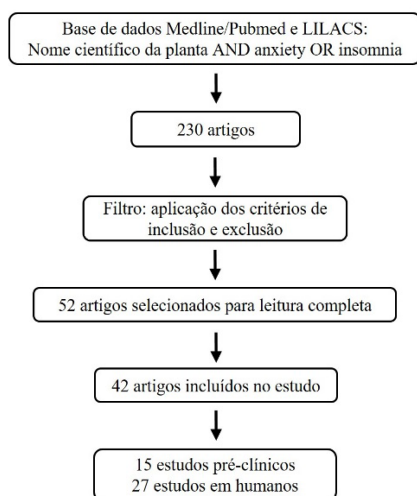 Base de dados Medline/Pubmed e LILACS:
Nome científico da planta AND anxiety OR insomnia
230 artigos
Filtro: aplicação dos critérios de
inclusão e exclusão
52 artigos selecionados para leitura completa
42 artigos incluídos no estudo
15 estudos pré-clínicos
27 estudos em humanos